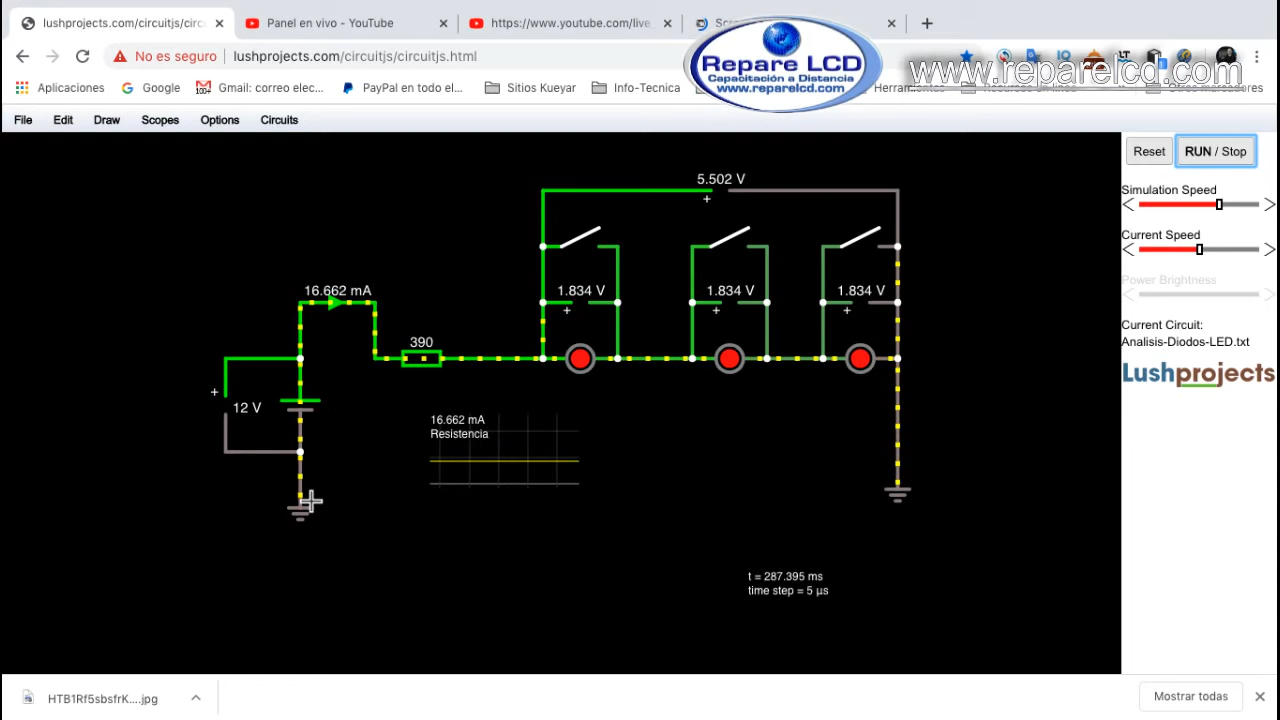 lushprojects.com/circuitjs/circ
Panel en vivo - YouTube
https://www.youtube.com/live
No es seguro
lushprojects.com/circuitjs/circuitjs.html
Repare LCD
Capacitación a Distancia
www.reparelcd.com
www.reparelcd.com
Aplicaciones
Google
Gmail: correo elec...
PayPal en todo el...
Sitios Kueyar
Info-Tecnica
Herramientas
File
Edit
Draw
Scopes
Options
Circuits
Reset
RUN / Stop
Simulation Speed
Current Speed
Power Brightness
Current Circuit:
Analisis-Diodos-LED.txt
Lushprojects
5.502 V
+
16.662 mA
1.834 V
+
1.834 V
+
1.834 V
+
390
+
12 V
16.662 mA
Resistencia
t = 287.395 ms
time step = 5 µs
HTB1Rf5sbsfrK....jpg
Mostrar todas